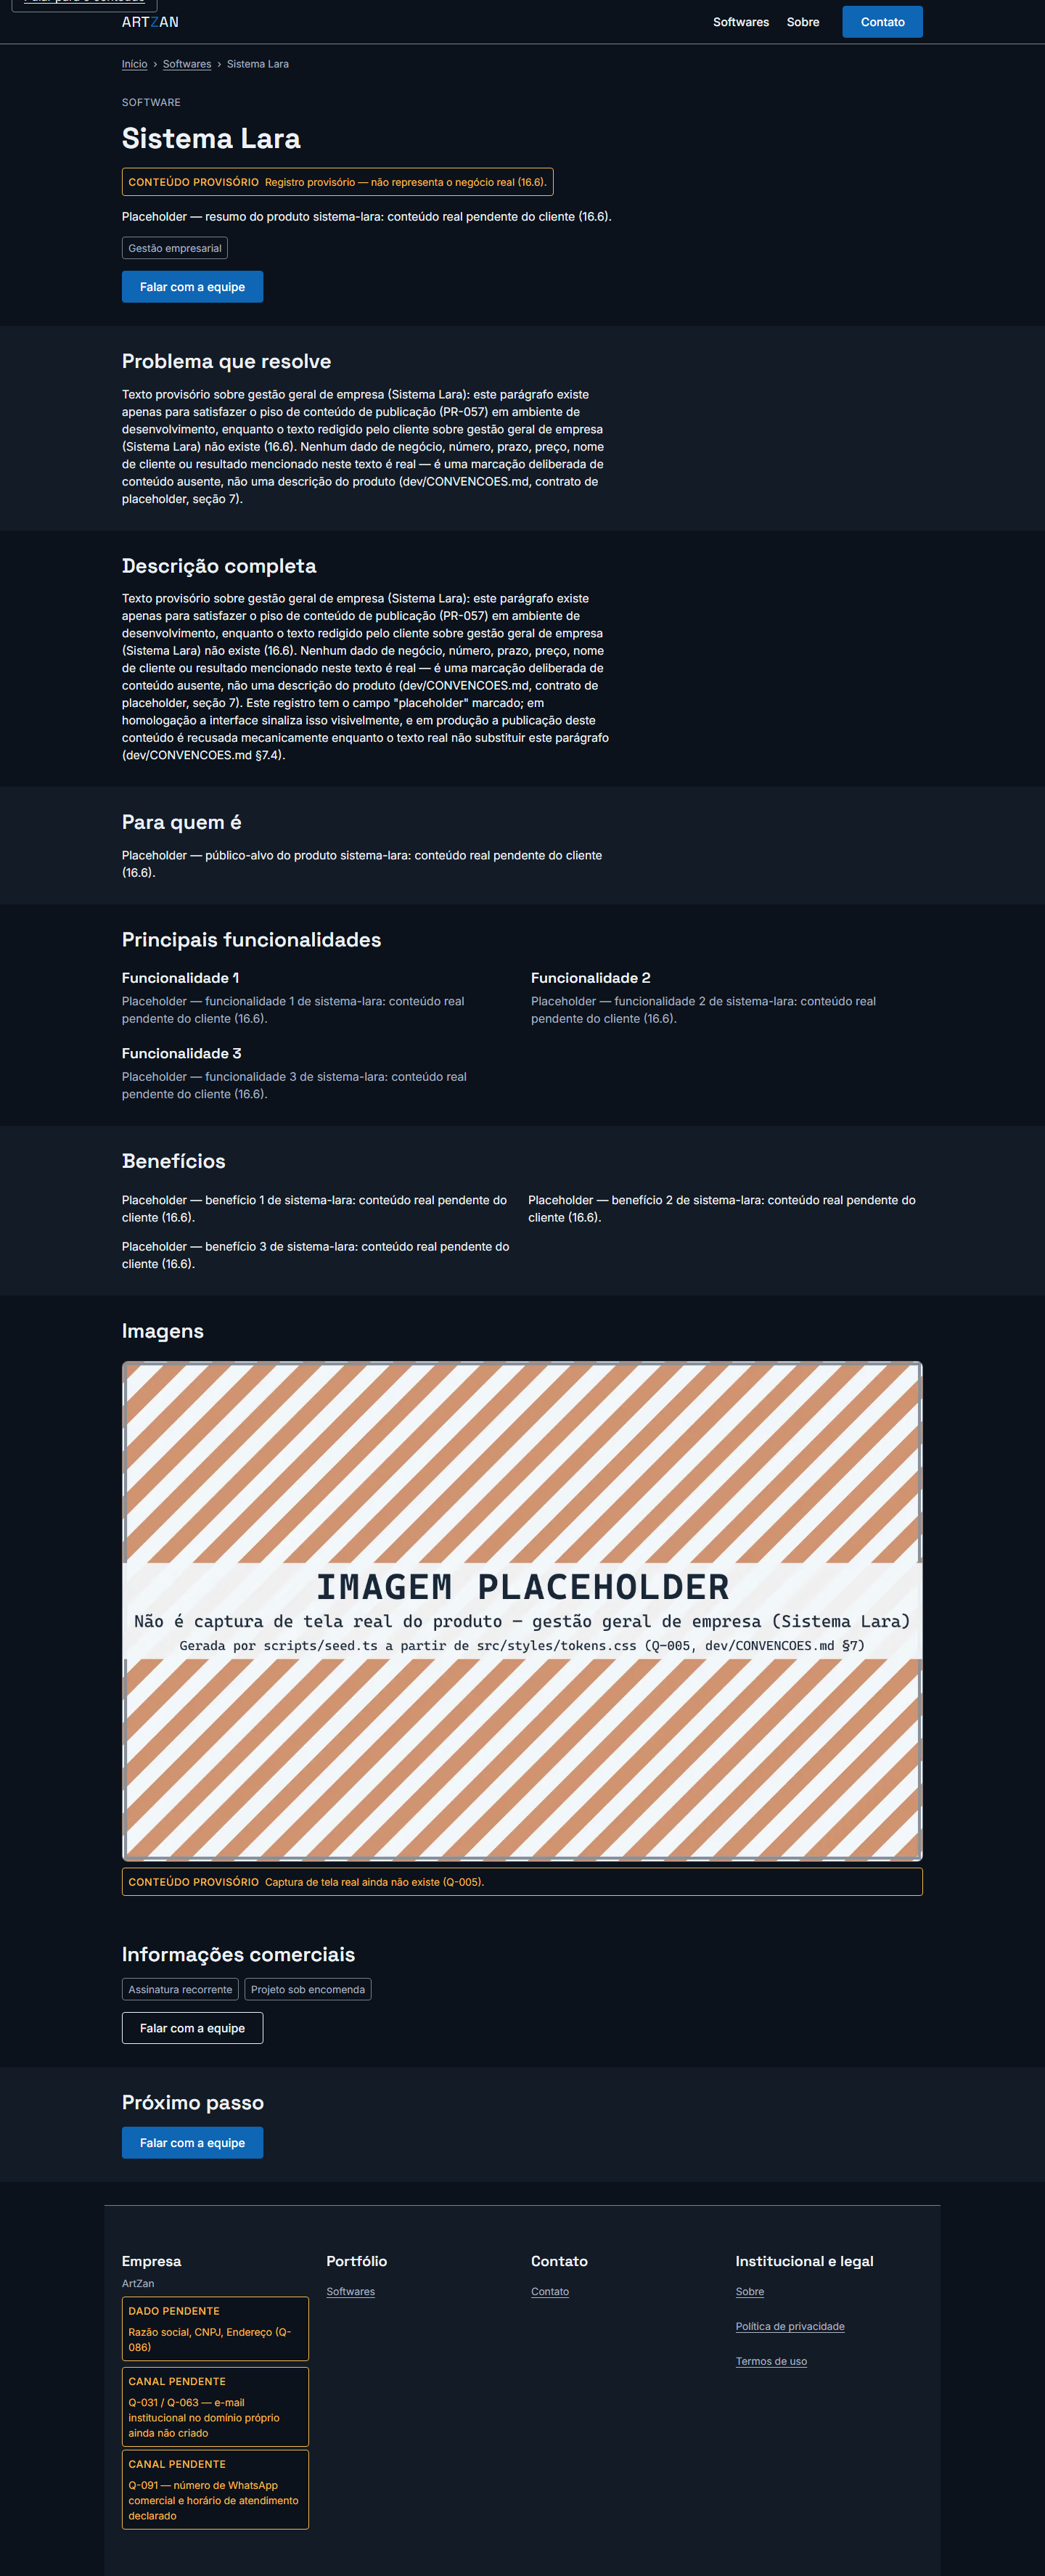 Falar para o conteúdo
ARTZAN
Softwares
Sobre
Contato
Início › Softwares › Sistema Lara
SOFTWARE
Sistema Lara
CONTEÚDO PROVISÓRIO Registro provisório — não representa o negócio real (16.6).
Placeholder — resumo do produto sistema-lara: conteúdo real pendente do cliente (16.6).
Gestão empresarial
Falar com a equipe
Problema que resolve
Texto provisório sobre gestão geral de empresa (Sistema Lara): este parágrafo existe
apenas para satisfazer o piso de conteúdo de publicação (PR-057) em ambiente de
desenvolvimento, enquanto o texto redigido pelo cliente sobre gestão geral de empresa
(Sistema Lara) não existe (16.6). Nenhum dado de negócio, número, prazo, preço, nome
de cliente ou resultado mencionado neste texto é real — é uma marcação deliberada de
conteúdo ausente, não uma descrição do produto (dev/CONVENCOES.md, contrato de
placeholder, seção 7).
Descrição completa
Texto provisório sobre gestão geral de empresa (Sistema Lara): este parágrafo existe
apenas para satisfazer o piso de conteúdo de publicação (PR-057) em ambiente de
desenvolvimento, enquanto o texto redigido pelo cliente sobre gestão geral de empresa
(Sistema Lara) não existe (16.6). Nenhum dado de negócio, número, prazo, preço, nome
de cliente ou resultado mencionado neste texto é real — é uma marcação deliberada de
conteúdo ausente, não uma descrição do produto (dev/CONVENCOES.md, contrato de
placeholder, seção 7). Este registro tem o campo "placeholder" marcado; em
homologação a interface sinaliza isso visivelmente, e em produção a publicação deste
conteúdo é recusada mecanicamente enquanto o texto real não substituir este parágrafo
(dev/CONVENCOES.md §7.4).
Para quem é
Placeholder — público-alvo do produto sistema-lara: conteúdo real pendente do cliente
(16.6).
Principais funcionalidades
Funcionalidade 1
Placeholder — funcionalidade 1 de sistema-lara: conteúdo real
pendente do cliente (16.6).
Funcionalidade 2
Placeholder — funcionalidade 2 de sistema-lara: conteúdo real
pendente do cliente (16.6).
Funcionalidade 3
Placeholder — funcionalidade 3 de sistema-lara: conteúdo real
pendente do cliente (16.6).
Benefícios
Placeholder — benefício 1 de sistema-lara: conteúdo real pendente do
cliente (16.6).
Placeholder — benefício 2 de sistema-lara: conteúdo real pendente do
cliente (16.6).
Placeholder — benefício 3 de sistema-lara: conteúdo real pendente do
cliente (16.6).
Imagens
IMAGEM PLACEHOLDER
Não é captura de tela real do produto — gestão geral de empresa (Sistema Lara)
Gerada por scripts/seed.ts a partir de src/styles/tokens.css (Q-005, dev/CONVENCOES.md §7)
CONTEÚDO PROVISÓRIO Captura de tela real ainda não existe (Q-005).
Informações comerciais
Assinatura recorrente
Projeto sob encomenda
Falar com a equipe
Próximo passo
Falar com a equipe
Empresa
ArtZan
DADO PENDENTE
Razão social, CNPJ, Endereço (Q-
086)
CANAL PENDENTE
Q-031 / Q-063 — e-mail
institucional no domínio próprio
ainda não criado
CANAL PENDENTE
Q-091 — número de WhatsApp
comercial e horário de atendimento
declarado
Portfólio
Softwares
Contato
Contato
Institucional e legal
Sobre
Política de privacidade
Termos de uso